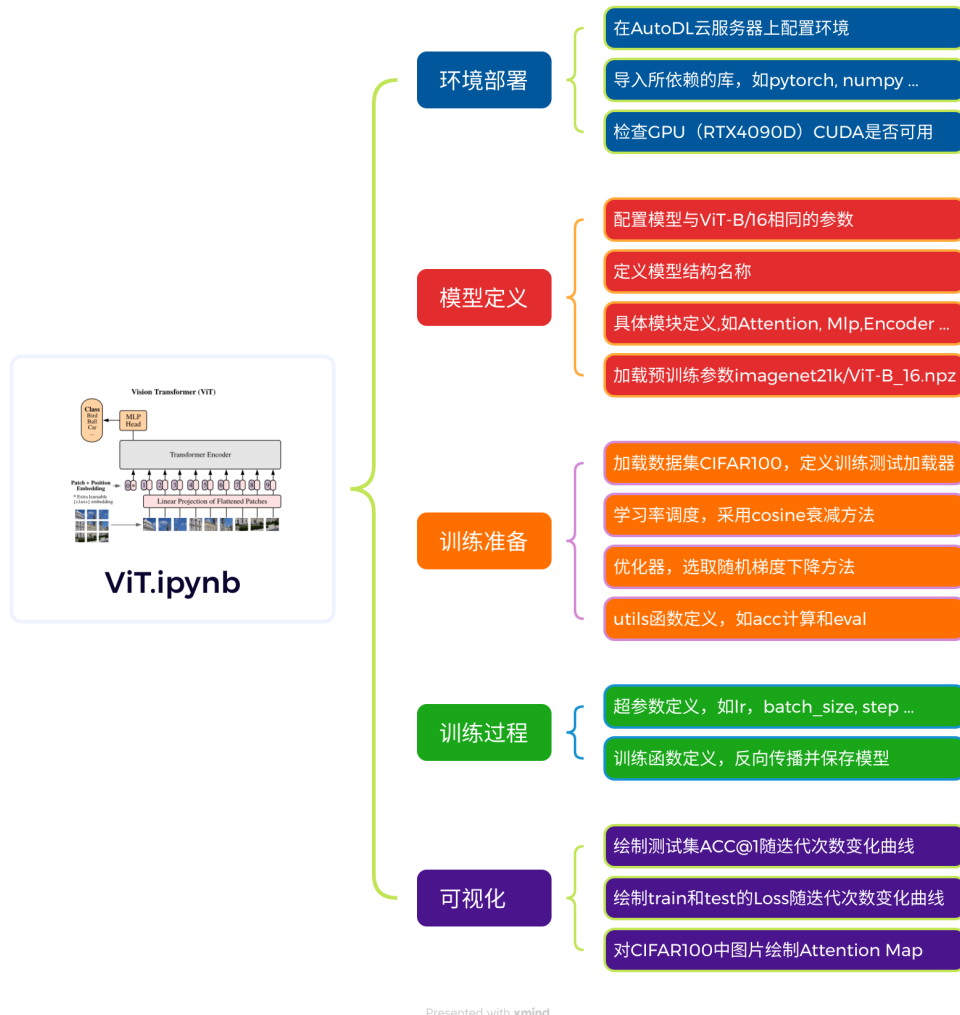 Vision Transformer (ViT)
Class
Bird
Ball
Car
...
MLP
Head
Transformer Encoder
Patch + Position
Embedding
* Extra learnable
[class] embedding
Linear Projection of Flattened Patches
ViT.ipynb
环境部署
在AutoDL云服务器上配置环境
导入所依赖的库，如pytorch, numpy ...
检查GPU（RTX4090D）CUDA是否可用
模型定义
配置模型与ViT-B/16相同的参数
定义模型结构名称
具体模块定义,如Attention, Mlp,Encoder ...
加载预训练参数imagenet21k/ViT-B_16.npz
训练准备
加载数据集CIFAR100，定义训练测试加载器
学习率调度，采用cosine衰减方法
优化器，选取随机梯度下降方法
utils函数定义，如acc计算和eval
训练过程
超参数定义，如lr，batch_size, step ...
训练函数定义，反向传播并保存模型
可视化
绘制测试集ACC@1随迭代次数变化曲线
绘制train和test的Loss随迭代次数变化曲线
对CIFAR100中图片绘制Attention Map
Presented with xmind